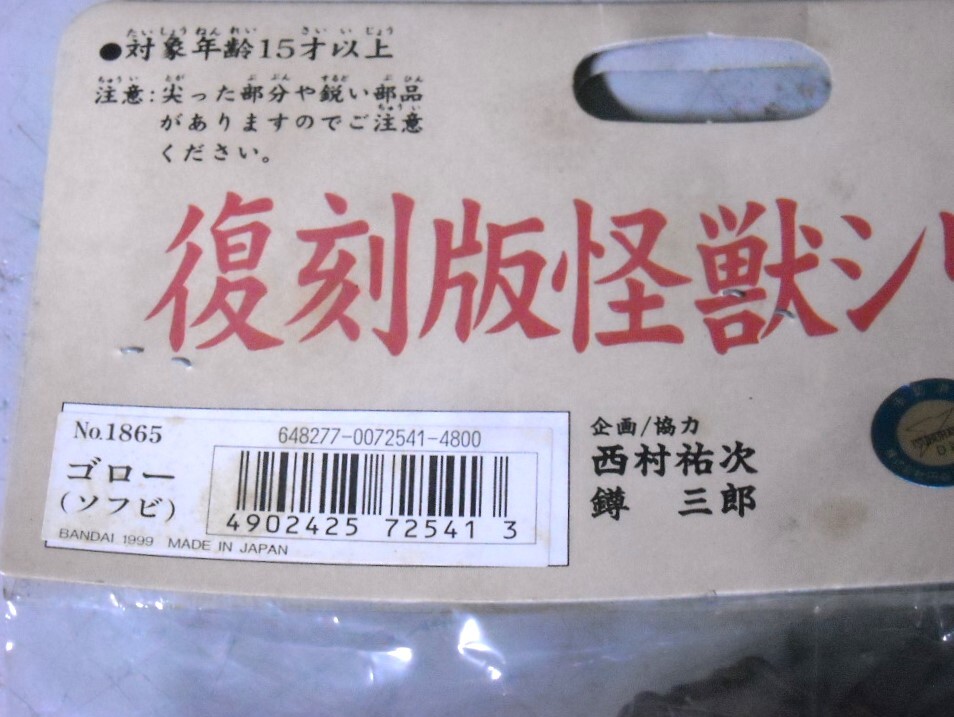 ●対象年齢15才以上
注意:尖った部分や鋭い部品
がありますのでご注意
ください。
復刻版怪獣シリ
No.1865
648277-0072541-4800
ゴロー
(ソフビ)
4902425 72541 3
BANDAI 1999 MADE IN JAPAN
企画/協力
西村祐次
鐏 三郎